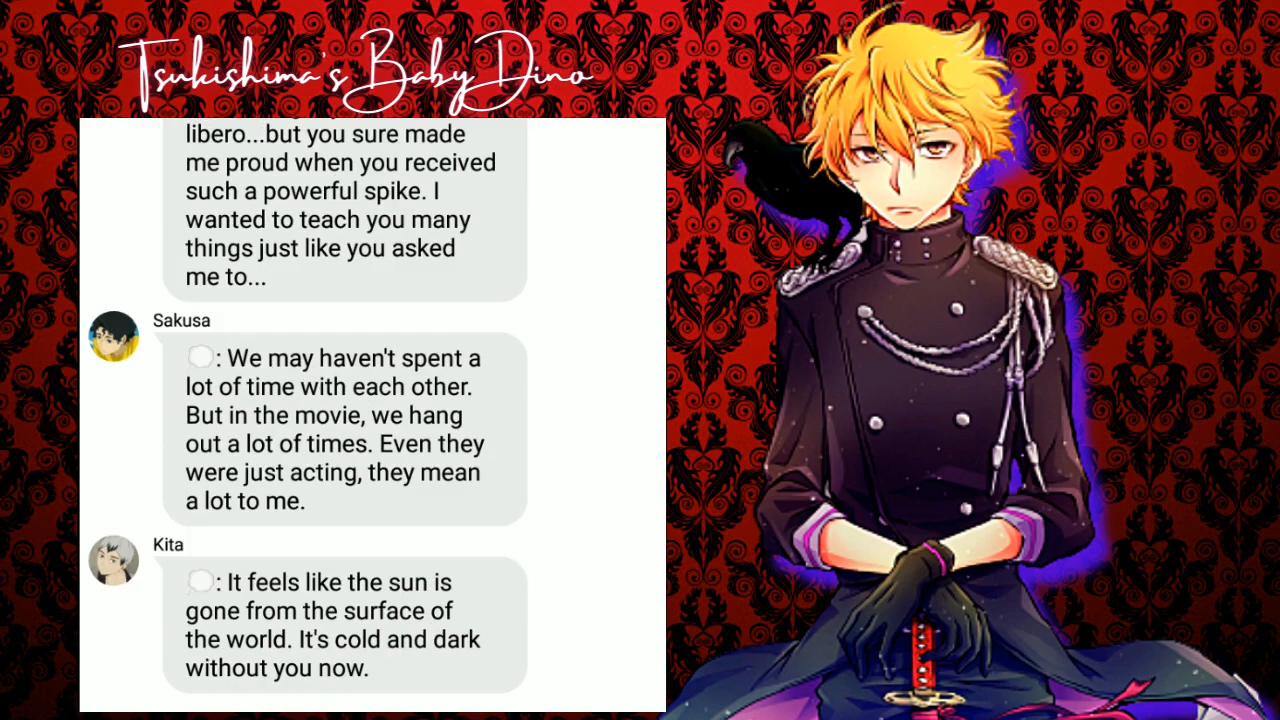 Tsukishima's Baby Dino
libero...but you sure made
me proud when you received
such a powerful spike. I
wanted to teach you many
things just like you asked
me to...
Sakusa
💭: We may haven't spent a
lot of time with each other.
But in the movie, we hang
out a lot of times. Even they
were just acting, they mean
a lot to me.
Kita
💭: It feels like the sun is
gone from the surface of
the world. It's cold and dark
without you now.